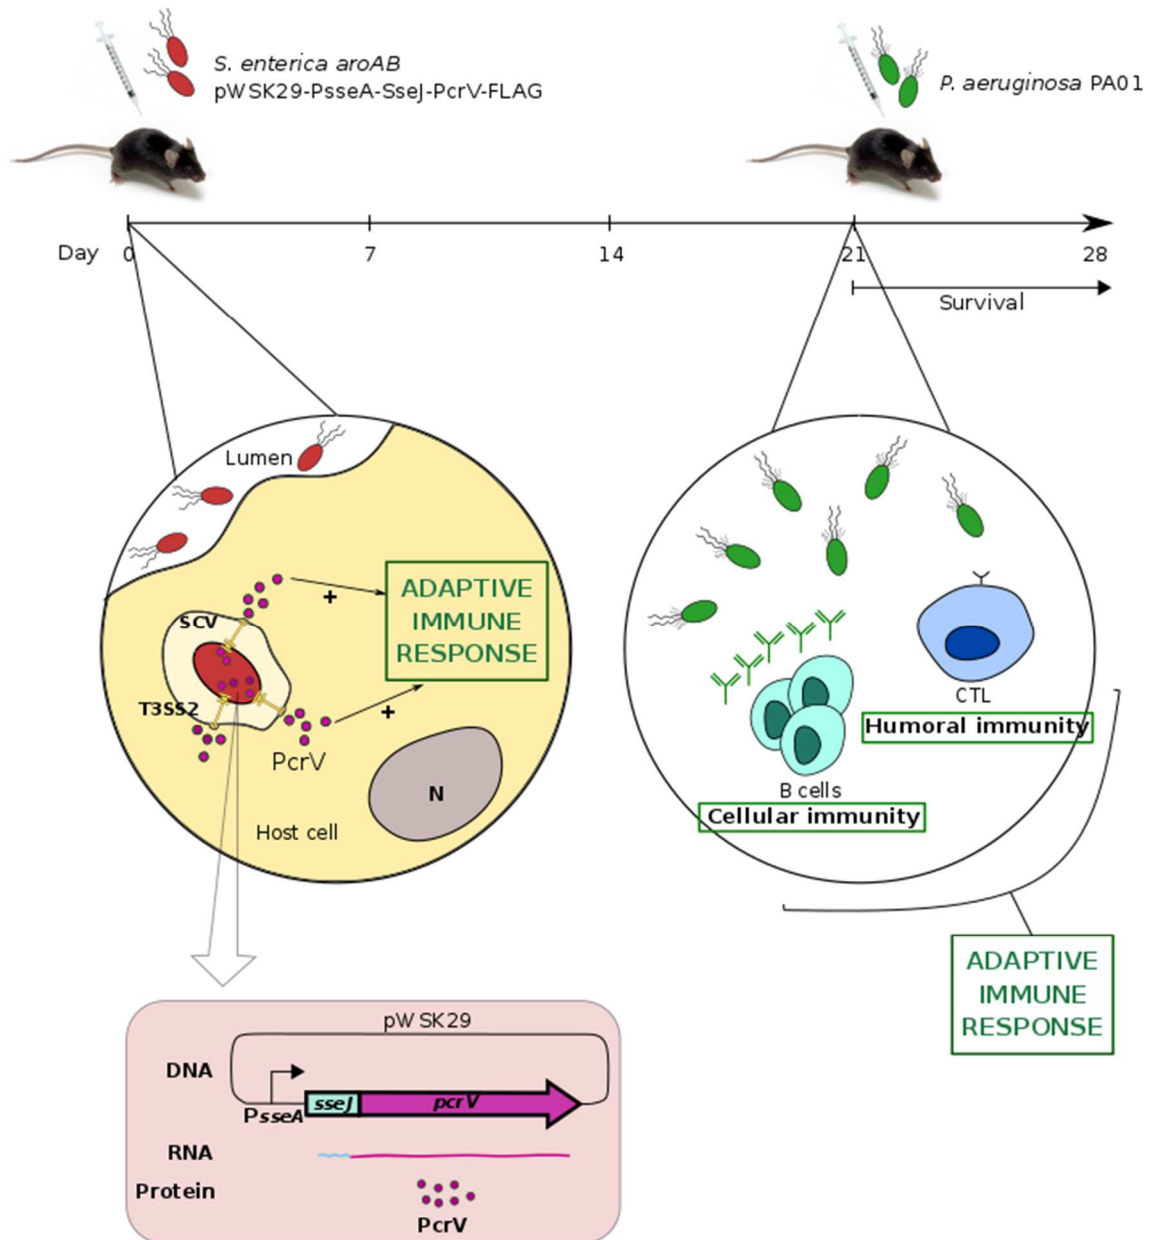 S. enterica aroAB
pWSK29-PsseA-SseJ-PcrV-FLAG
P. aeruginosa PA01
Day 0 7 14 21 28
Survival
Lumen
SCV
T3SS2
PcrV
ADAPTIVE
IMMUNE
RESPONSE
+
+
N
Host cell
CTL
Humoral immunity
B cells
Cellular immunity
ADAPTIVE
IMMUNE
RESPONSE
pWSK29
DNA
PsseA sseJ pcrV
RNA
Protein
PcrV